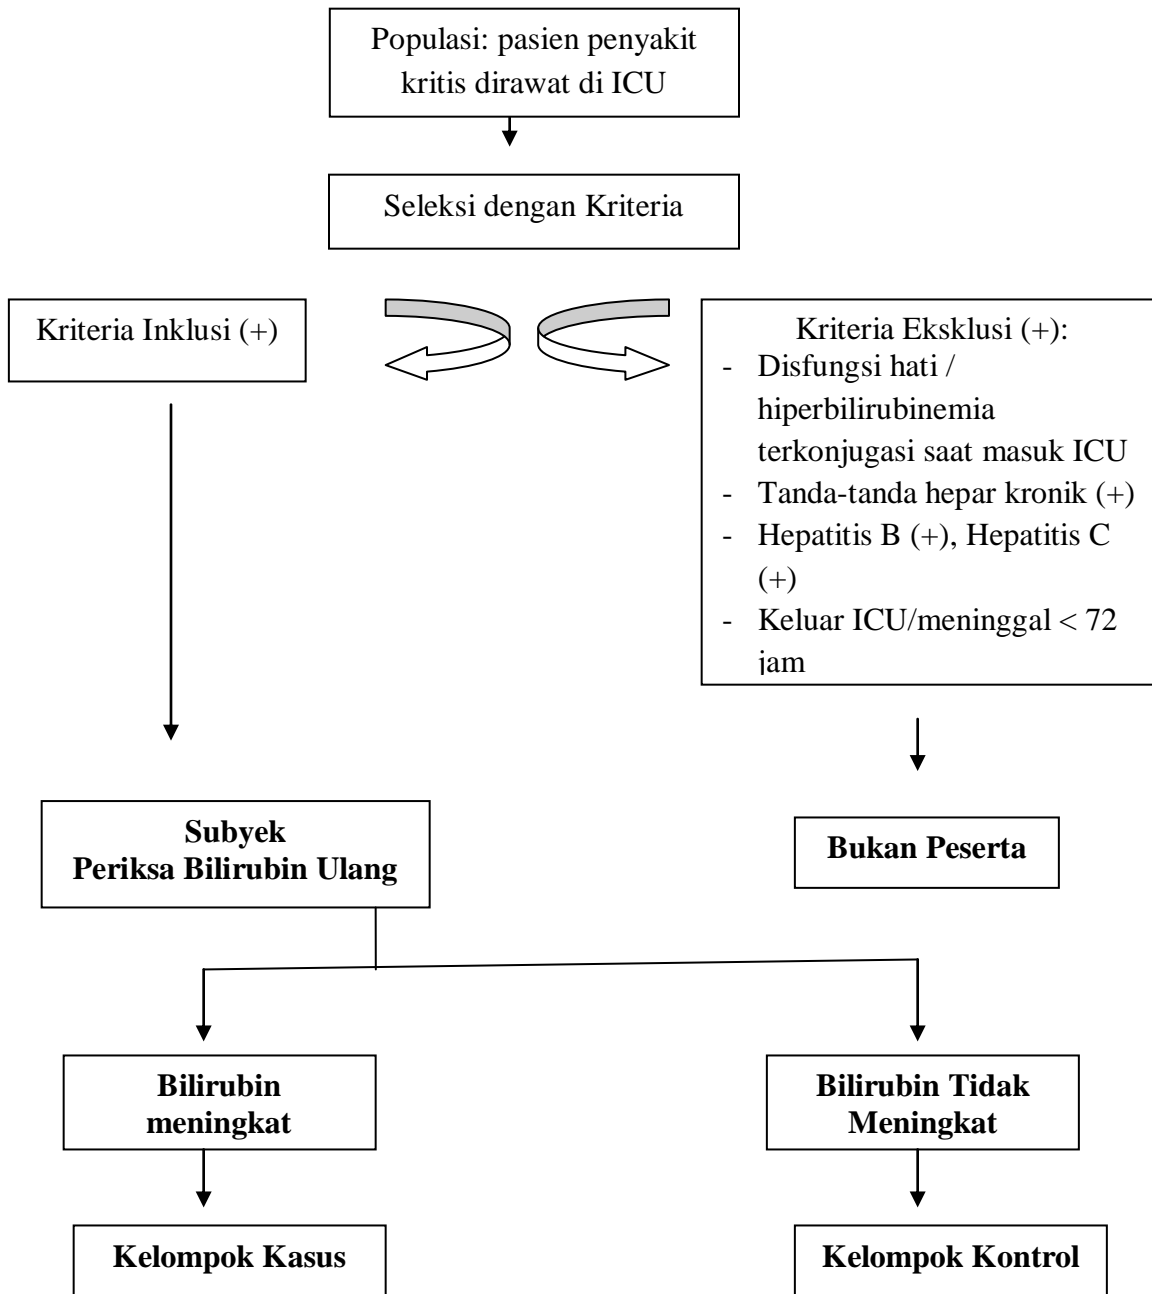 Populasi: pasien penyakit
kritis dirawat di ICU
Seleksi dengan Kriteria
Kriteria Inklusi (+)
Kriteria Eksklusi (+):
- Disfungsi hati /
hiperbilirubinemia
terkonjugasi saat masuk ICU
- Tanda-tanda hepar kronik (+)
- Hepatitis B (+), Hepatitis C
(+)
- Keluar ICU/meninggal < 72
jam
Subyek
Periksa Bilirubin Ulang
Bukan Peserta
Bilirubin
meningkat
Bilirubin Tidak
Meningkat
Kelompok Kasus
Kelompok Kontrol